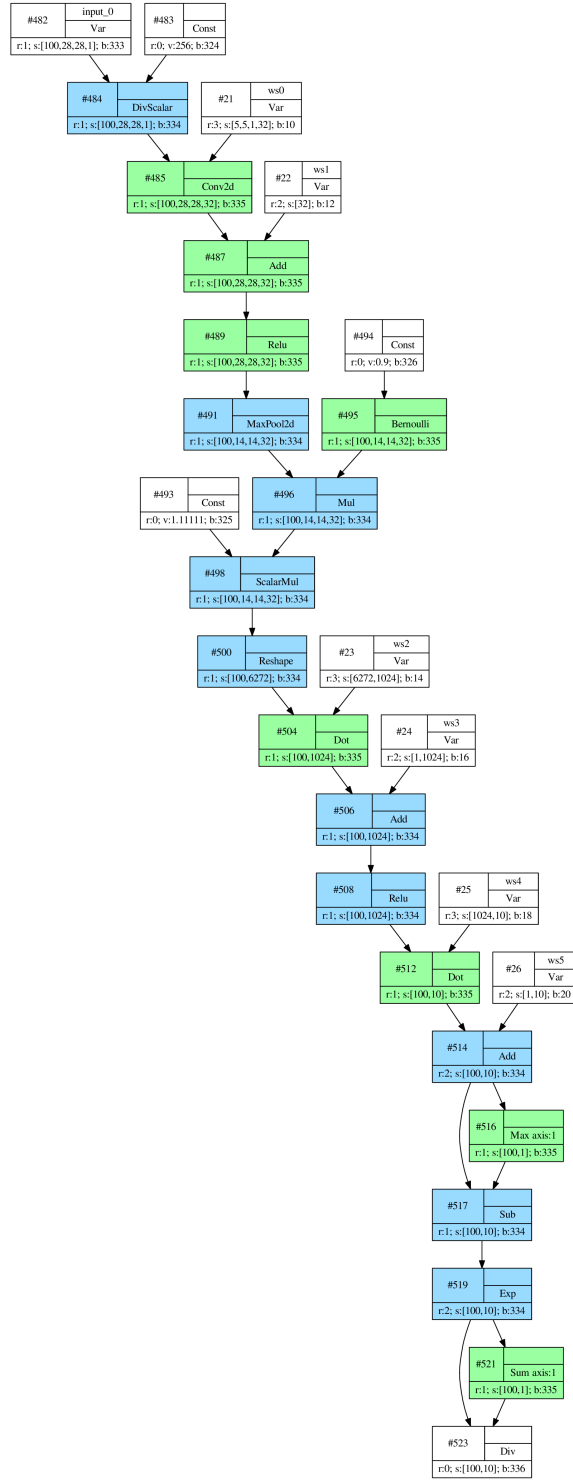 #482 input_0
Var
r:1; s:[100,28,28,1]; b:333
#483
Const
r:0; v:256; b:324
#484
DivScalar
r:1; s:[100,28,28,1]; b:334
#21 ws0
Var
r:3; s:[5,5,1,32]; b:10
#485
Conv2d
r:1; s:[100,28,28,32]; b:335
#22 ws1
Var
r:2; s:[32]; b:12
#487
Add
r:1; s:[100,28,28,32]; b:335
#489
Relu
r:1; s:[100,28,28,32]; b:335
#494
Const
r:0; v:0.9; b:326
#491
MaxPool2d
r:1; s:[100,14,14,32]; b:334
#495
Bernoulli
r:1; s:[100,14,14,32]; b:335
#493
Const
r:0; v:1.11111; b:325
#496
Mul
r:1; s:[100,14,14,32]; b:334
#498
ScalarMul
r:1; s:[100,14,14,32]; b:334
#500
Reshape
r:1; s:[100,6272]; b:334
#23 ws2
Var
r:3; s:[6272,1024]; b:14
#504
Dot
r:1; s:[100,1024]; b:335
#24 ws3
Var
r:2; s:[1,1024]; b:16
#506
Add
r:1; s:[100,1024]; b:334
#508
Relu
r:1; s:[100,1024]; b:334
#25 ws4
Var
r:3; s:[1024,10]; b:18
#512
Dot
r:1; s:[100,10]; b:335
#26 ws5
Var
r:2; s:[1,10]; b:20
#514
Add
r:2; s:[100,10]; b:334
#516
Max axis:1
r:1; s:[100,1]; b:335
#517
Sub
r:1; s:[100,10]; b:334
#519
Exp
r:2; s:[100,10]; b:334
#521
Sum axis:1
r:1; s:[100,1]; b:335
#523
Div
r:0; s:[100,10]; b:336